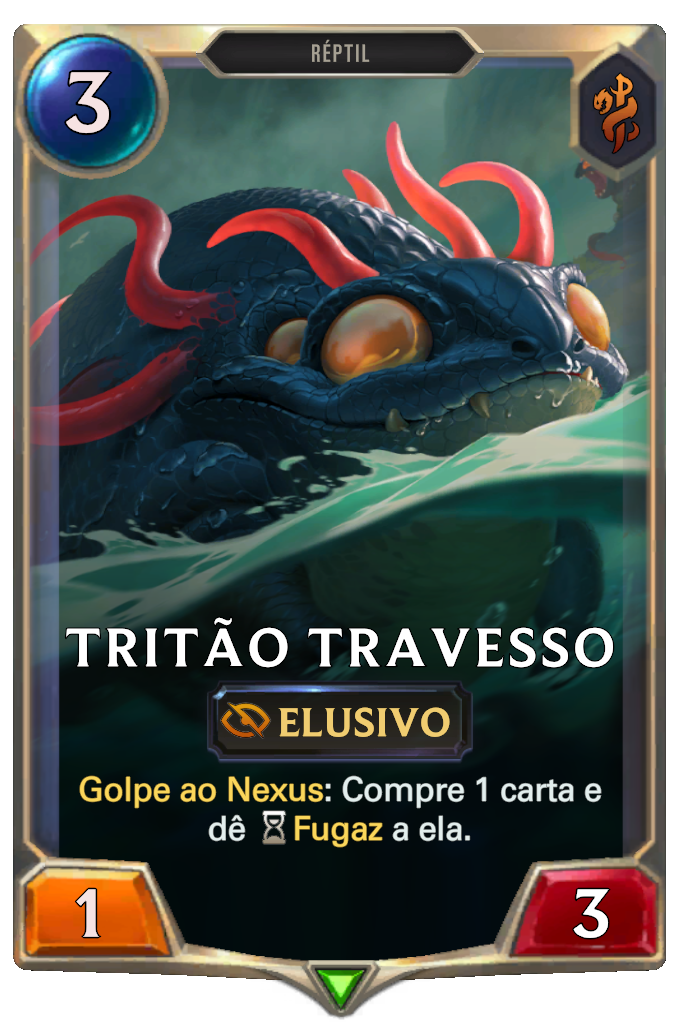 RÉPTIL
3
TRITÃO TRAVESSO
ELUSIVO
Golpe ao Nexus: Compre 1 carta e
dê Fugaz a ela.
1
3